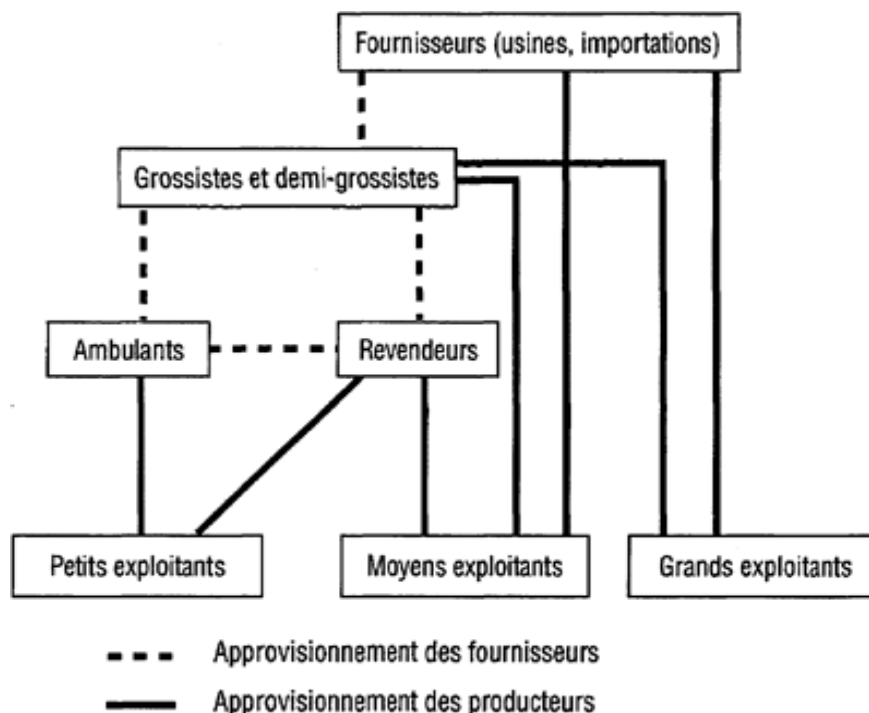 Fournisseurs (usines, importations)
Grossistes et demi-grossistes
Ambulants
Revendeurs
Petits exploitants
Moyens exploitants
Grands exploitants
Approvisionnement des fournisseurs
Approvisionnement des producteurs